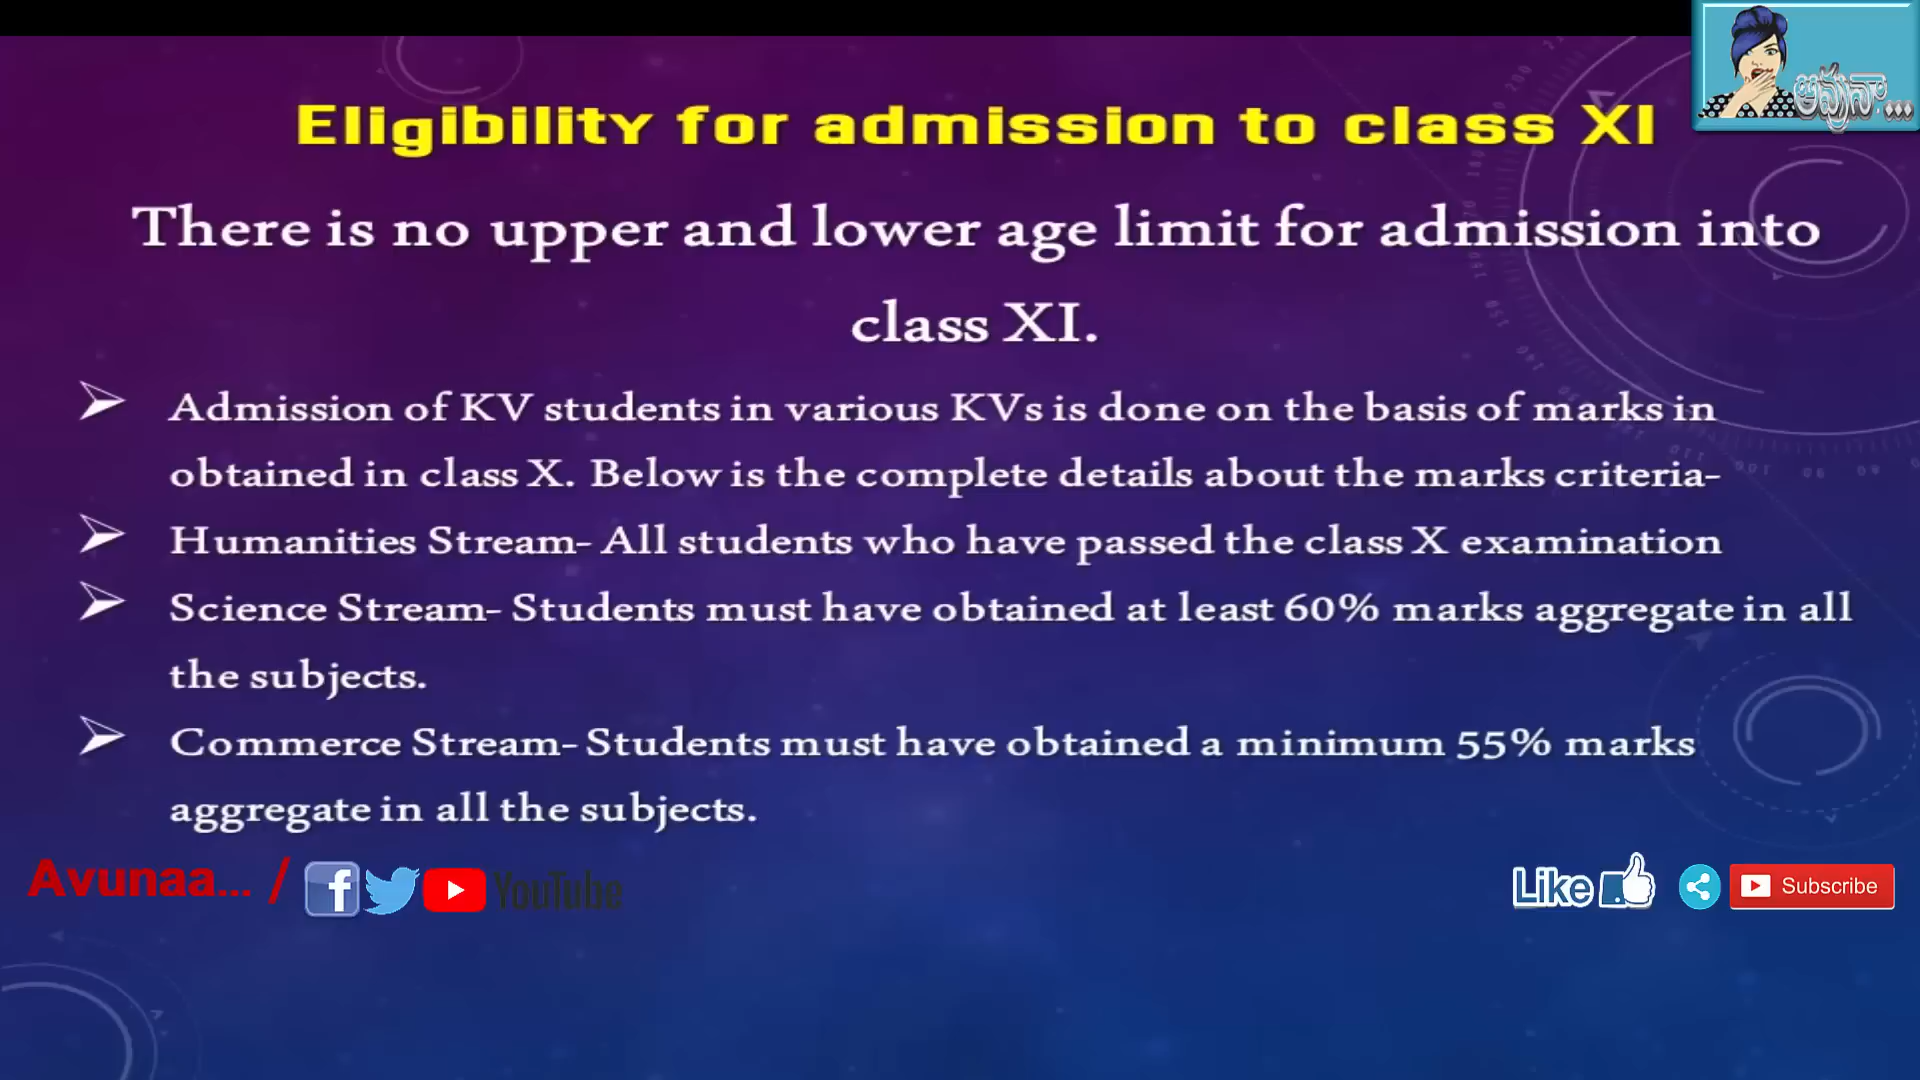 అవునా...
Eligibility for admission to class XI
There is no upper and lower age limit for admission into
class XI.
Admission of KV students in various KVs is done on the basis of marks in
obtained in class X. Below is the complete details about the marks criteria-
Humanities Stream- All students who have passed the class X examination
Science Stream- Students must have obtained at least 60% marks aggregate in all
the subjects.
Commerce Stream- Students must have obtained a minimum 55% marks
aggregate in all the subjects.
Avunaa... / YouTube Like Subscribe